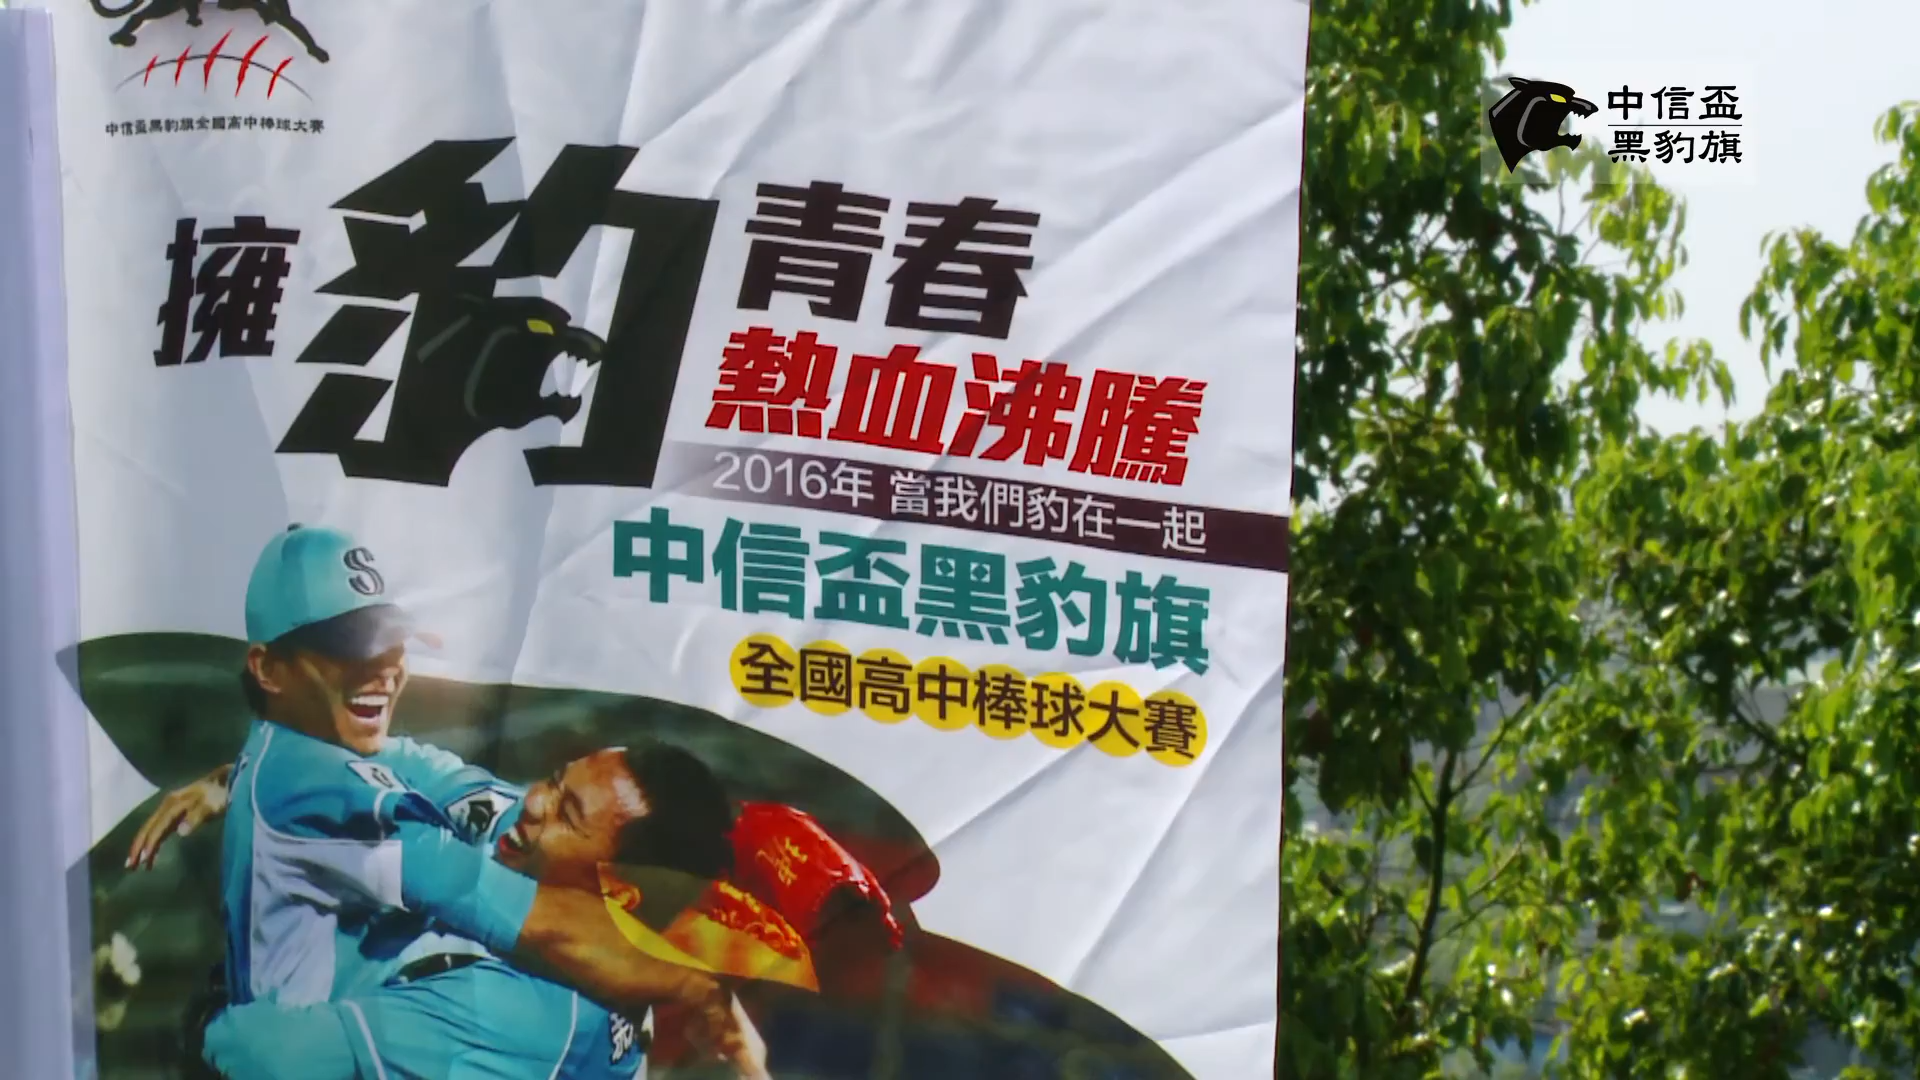 中信盃黑豹旗全國高中棒球大賽
中信盃
黑豹旗
擁豹青春
熱血沸騰
2016年 當我們豹在一起
中信盃黑豹旗
全國高中棒球大賽
S